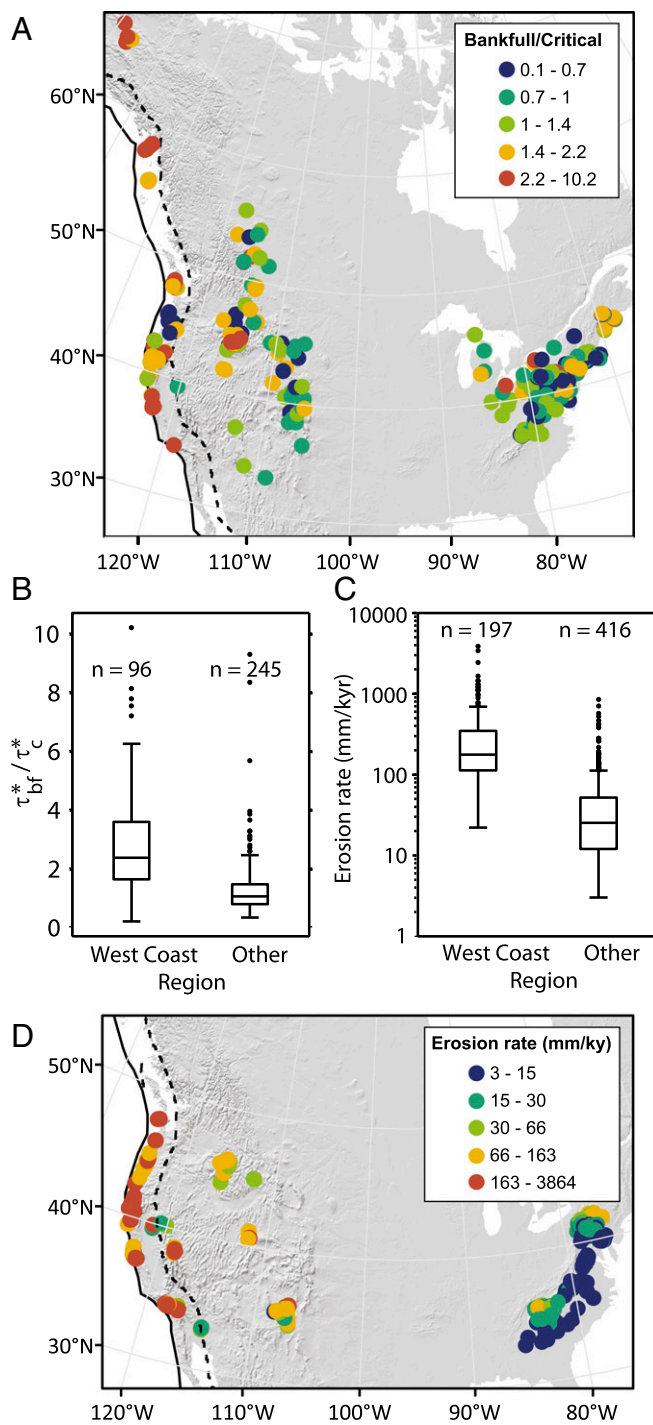 A
Bankfull/Critical
0.1 - 0.7
0.7 - 1
1 - 1.4
1.4 - 2.2
2.2 - 10.2
60°N
50°N
40°N
30°N
120°W 110°W 100°W 90°W 80°W
B
10
8
6
4
2
0
τ*bf / τ*c
n = 96 n = 245
West Coast Other
Region
C
10000
1000
100
10
1
Erosion rate (mm/kyr)
n = 197 n = 416
West Coast Other
Region
D
Erosion rate (mm/ky)
3 - 15
15 - 30
30 - 66
66 - 163
163 - 3864
50°N
40°N
30°N
120°W 110°W 100°W 90°W 80°W